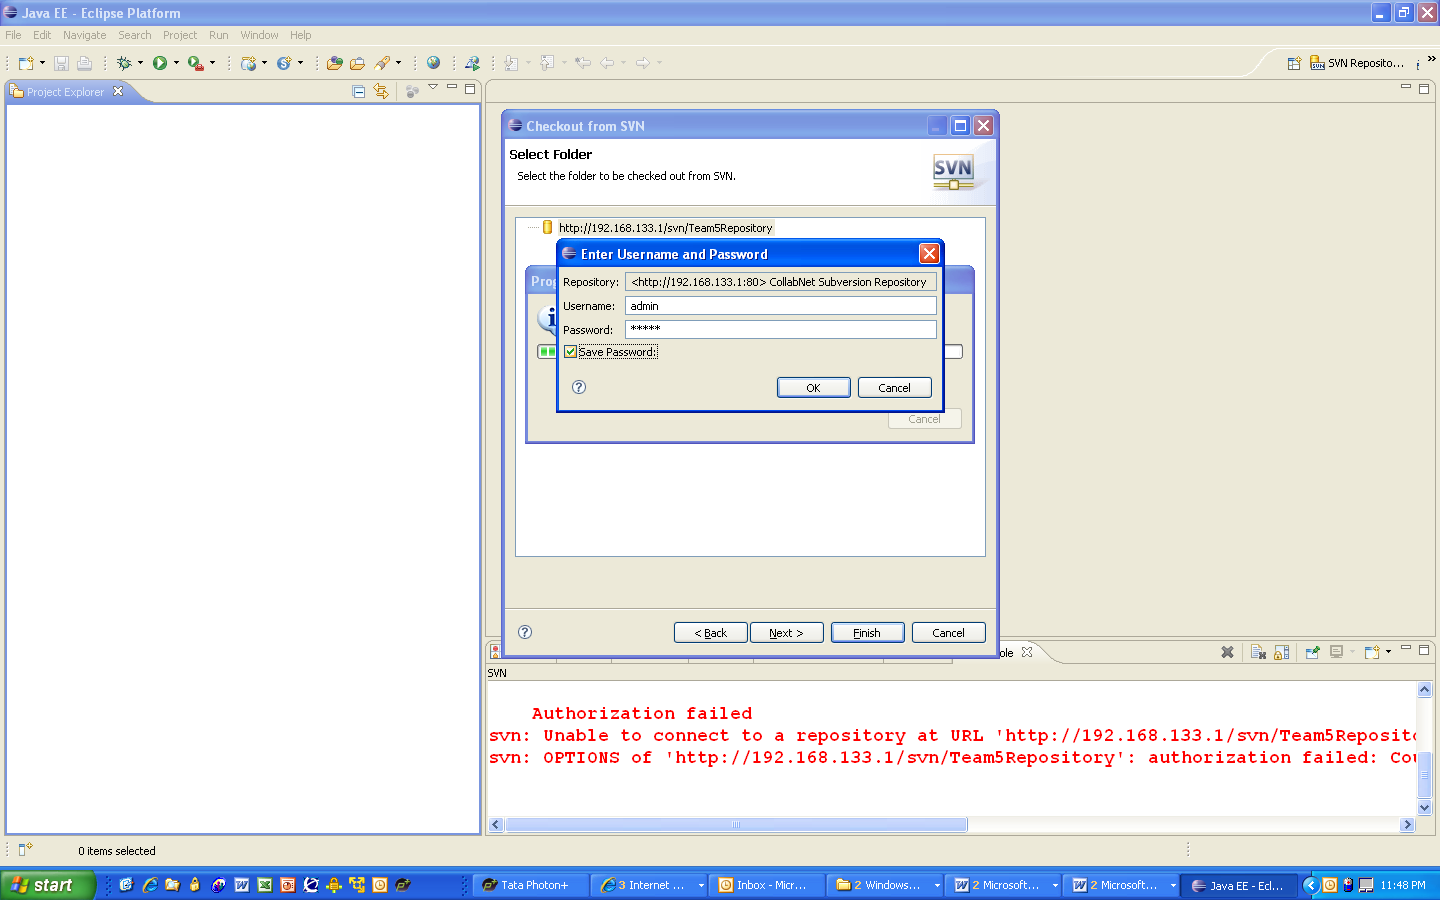 Java EE - Eclipse Platform
File Edit Navigate Search Project Run Window Help
SVN Reposito... »
Project Explorer
Checkout from SVN
Select Folder
Select the folder to be checked out from SVN.
SVN
http://192.168.133.1/svn/Team5Repository
Enter Username and Password
Repository: <http://192.168.133.1:80> CollabNet Subversion Repository
Username: admin
Password: *****
Save Password:
OK Cancel
Cancel
< Back Next > Finish Cancel
SVN
Authorization failed
svn: Unable to connect to a repository at URL 'http://192.168.133.1/svn/Team5Reposit
svn: OPTIONS of 'http://192.168.133.1/svn/Team5Repository': authorization failed:
0 items selected
start Tata Photon+ 3 Internet ... Inbox - Micr... 2 Windows... 2 Microsoft... 2 Microsoft... Java EE - Ecl... 11:48 PM